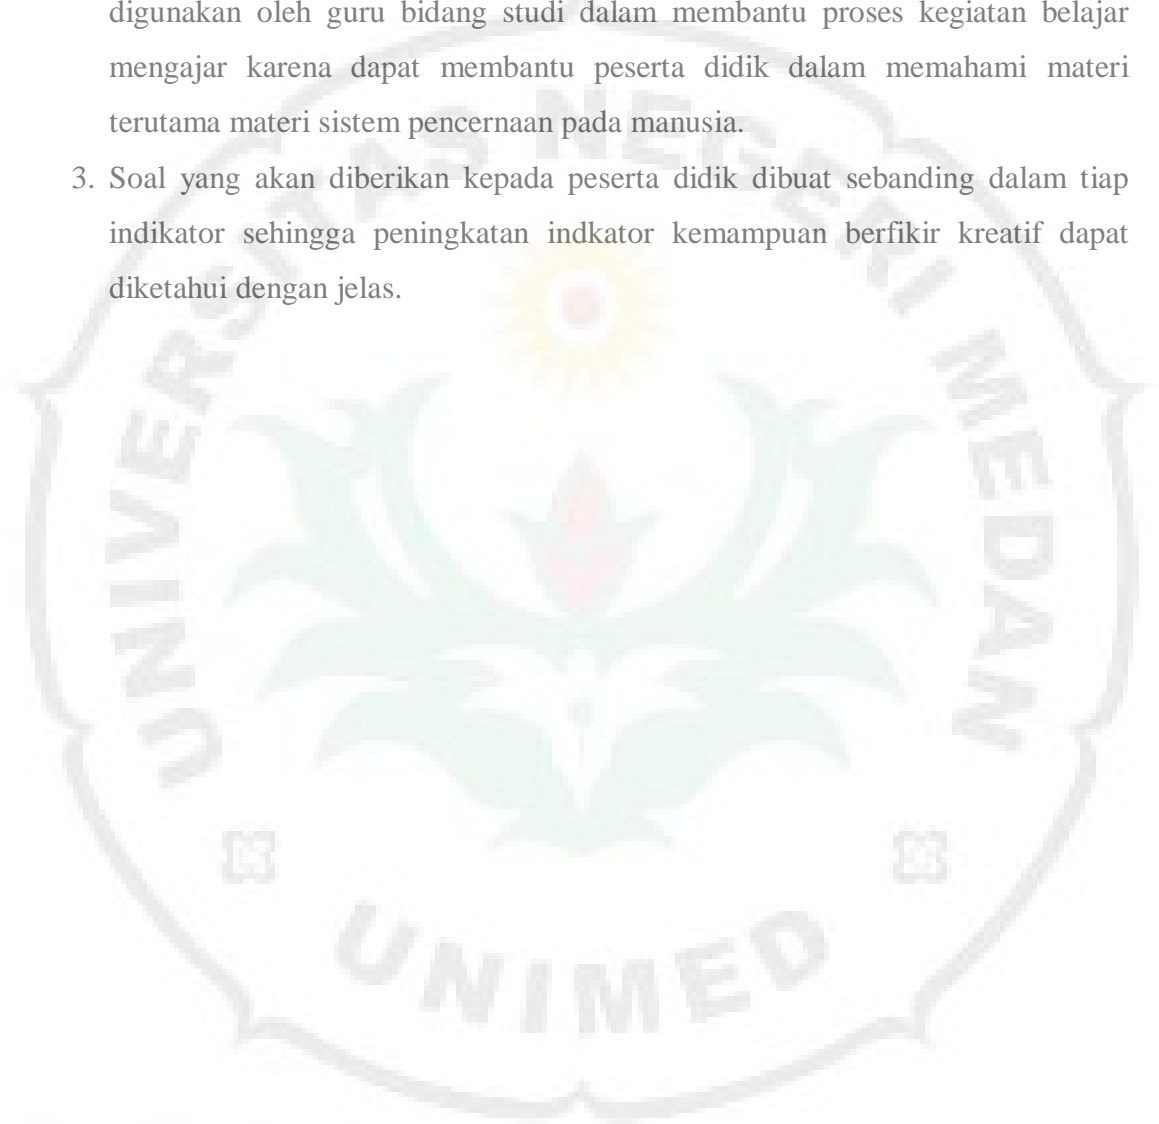 digunakan oleh guru bidang studi dalam membantu proses kegiatan belajar
mengajar karena dapat membantu peserta didik dalam memahami materi
terutama materi sistem pencernaan pada manusia.
3. Soal yang akan diberikan kepada peserta didik dibuat sebanding dalam tiap
indikator sehingga peningkatan indkator kemampuan berfikir kreatif dapat
diketahui dengan jelas.
UNIVERSITAS NEGERI MEDAN
UNIMED